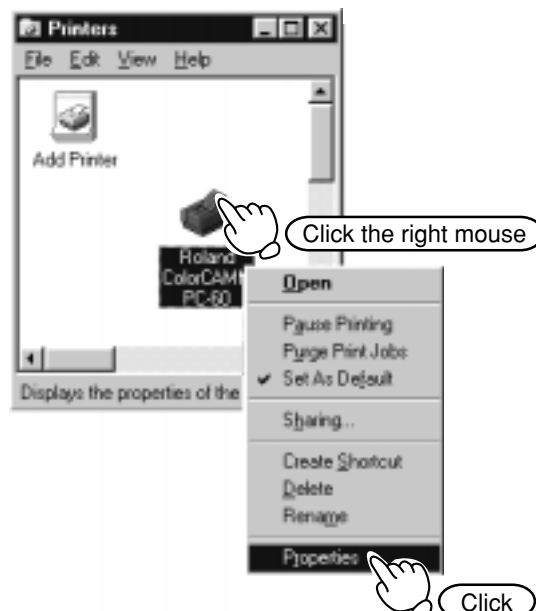 Printers
File Edit View Help
Add Printer
Click the right mouse
Roland
ColorCAMM
PC-60
Open
Pause Printing
Purge Print Jobs
✔ Set As Default
Displays the properties of the
Sharing...
Create Shortcut
Delete
Rename
Properties
Click